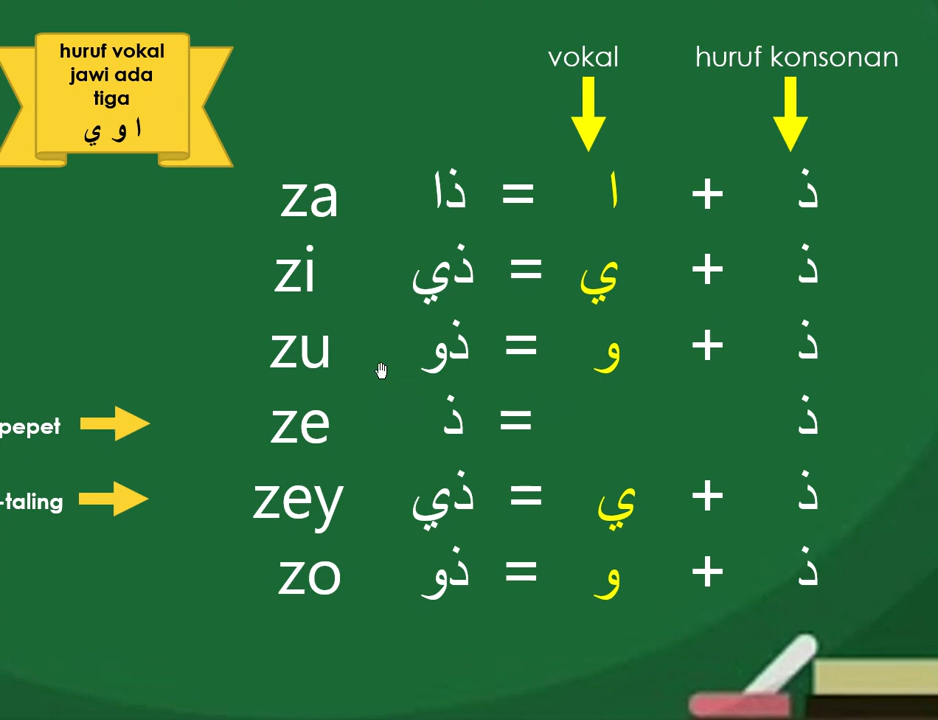 huruf vokal
jawi ada
tiga
ا و ي
vokal
huruf konsonan
ذ + ا = ذا za
ذ + ي = ذي zi
ذ + و = ذو zu
ذ = ذ ze
pepet
ذ + ي = ذي zey
-taling
ذ + و = ذو zo